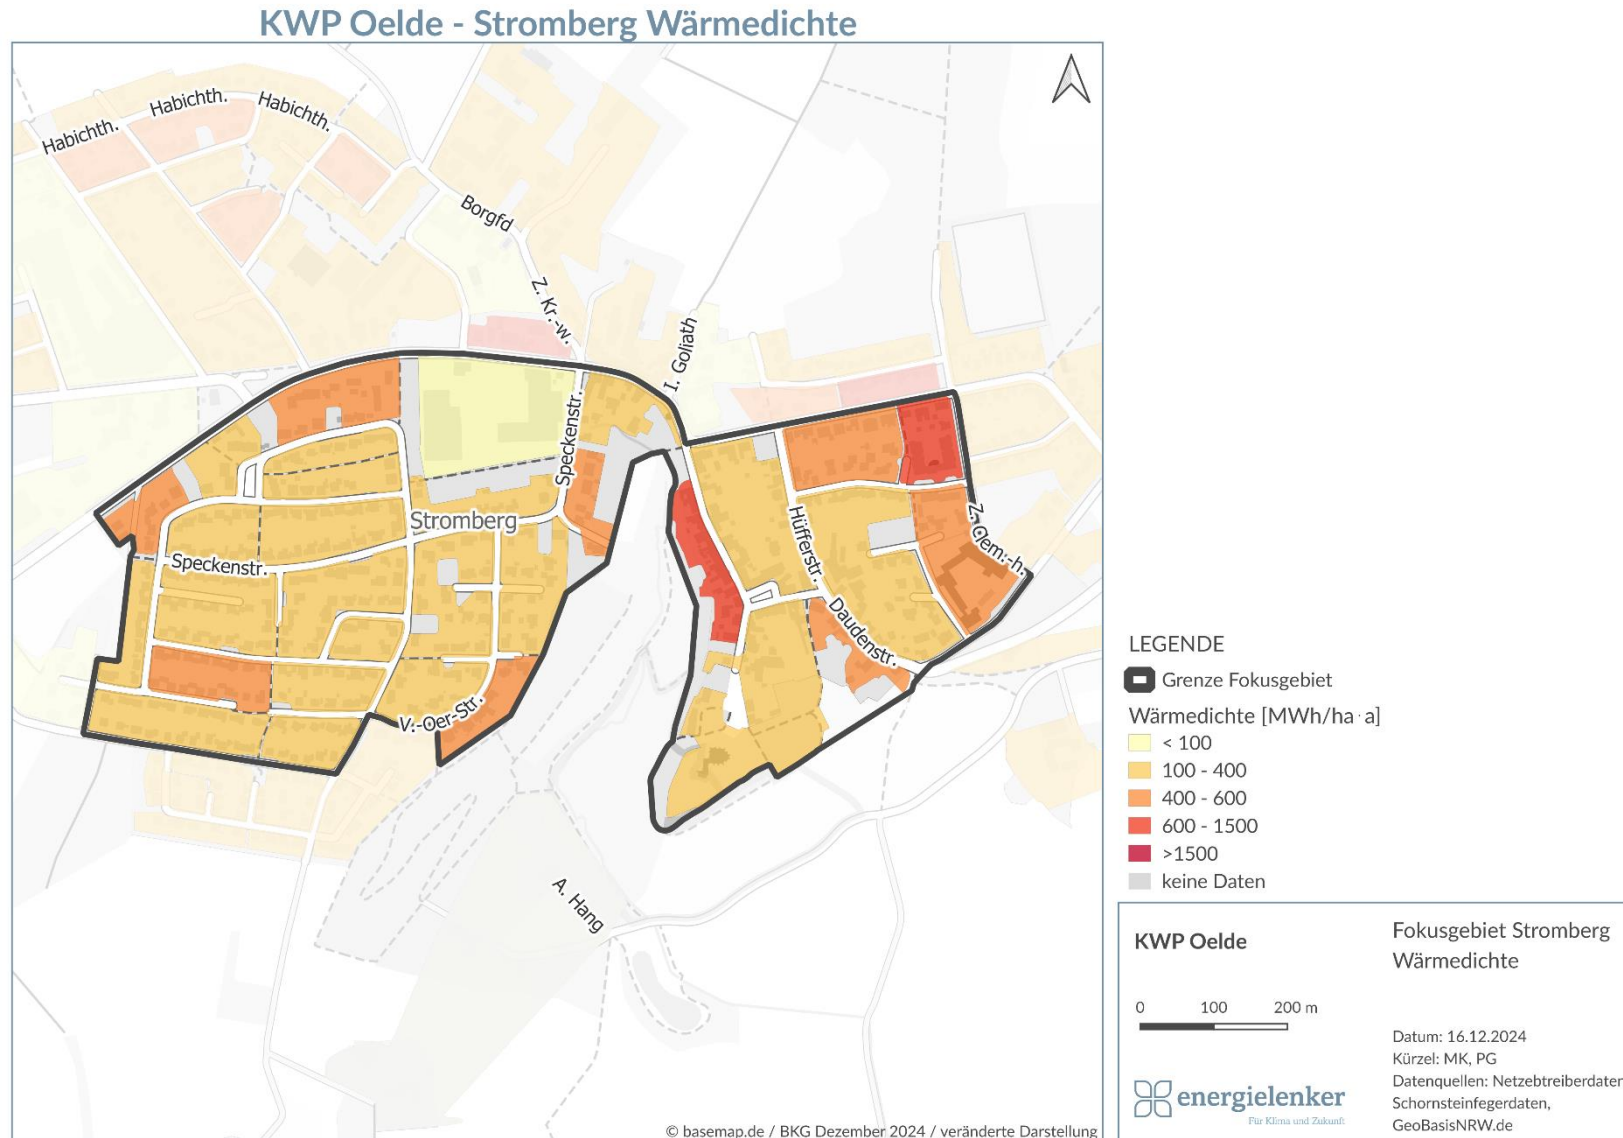 KWP Oelde - Stromberg Wärmedichte
Habichth.
Habichth.
Habichth.
Borgfd
Z. Kr.-w.
I. Goliath
Speckenstr.
Stromberg
Speckenstr.
Hüfferstr.
Z. Clem.-h.
Daudenstr.
V.-Oer-Str.
A. Hang
© basemap.de / BKG Dezember 2024 / veränderte Darstellung
LEGENDE
Grenze Fokusgebiet
Wärmedichte [MWh/ha·a]
< 100
100 - 400
400 - 600
600 - 1500
>1500
keine Daten
KWP Oelde
Fokusgebiet Stromberg
Wärmedichte
0 100 200 m
Datum: 16.12.2024
Kürzel: MK, PG
Datenquellen: Netzebtreiberdaten
Schornsteinfegerdaten,
GeoBasisNRW.de
energielenker
Für Klima und Zukunft